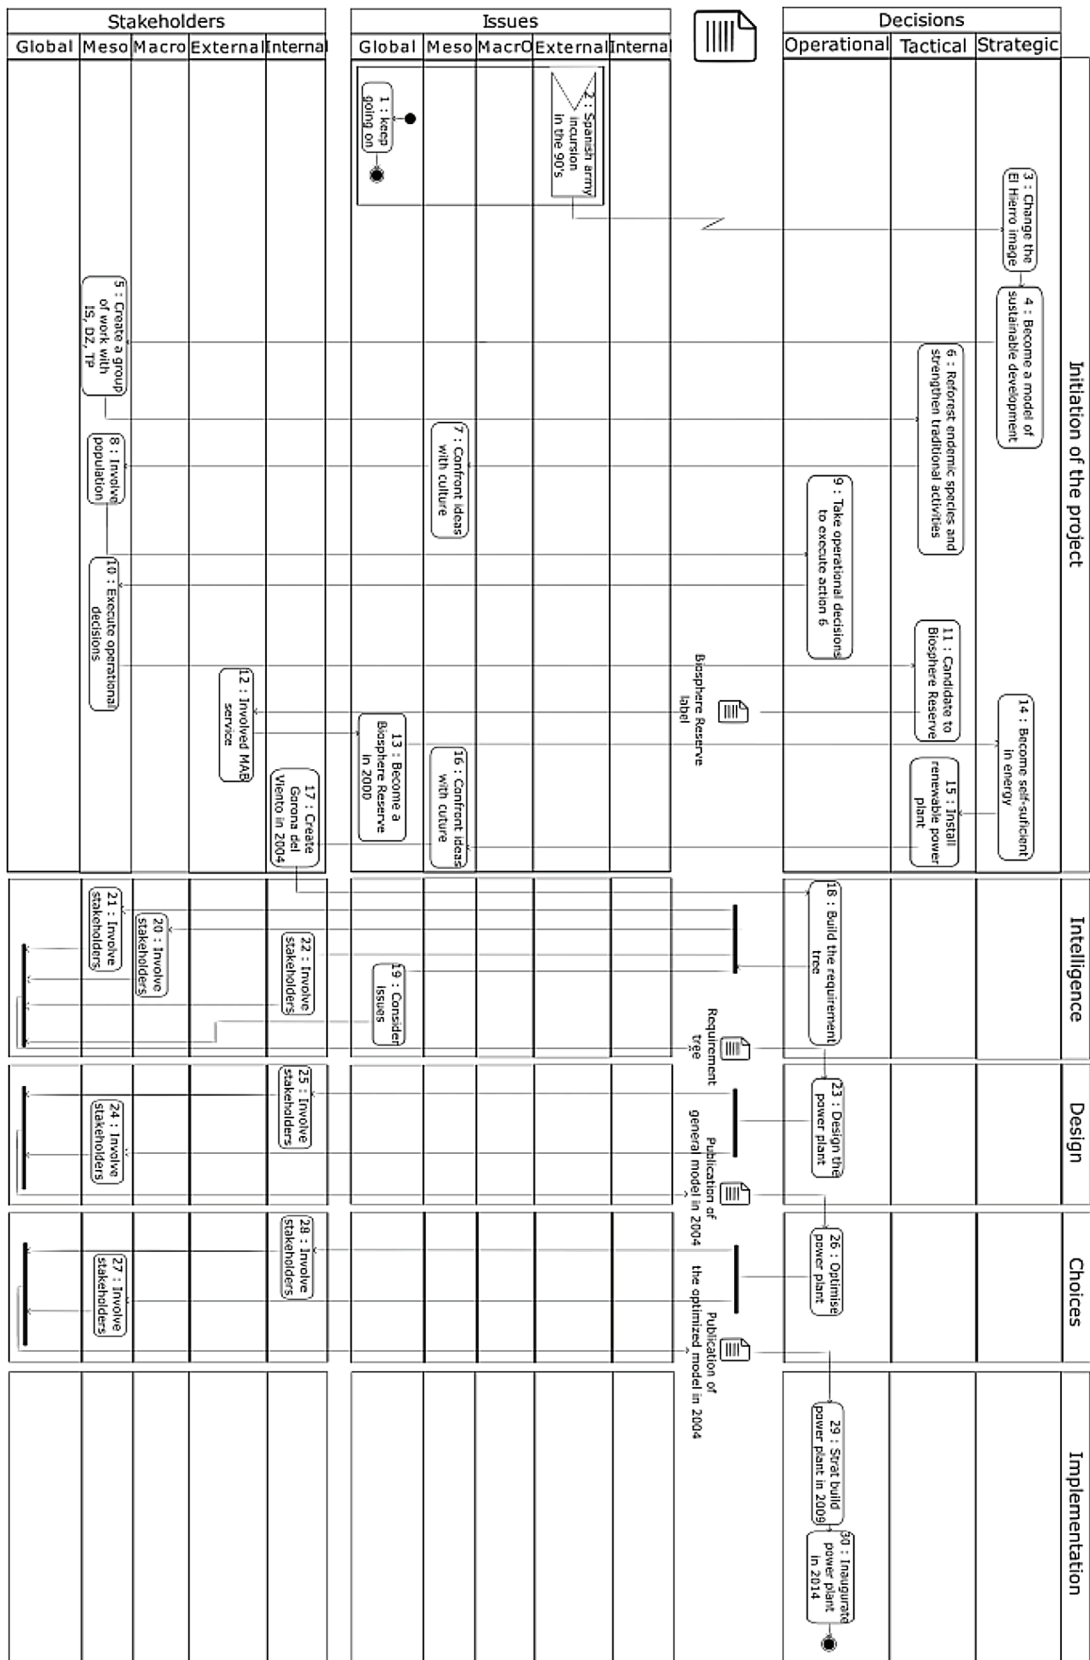 Stakeholders
Issues
Decisions
Global
Meso
Macro
External
Internal
Global
Meso
MacrO
External
Internal
Operational
Tactical
Strategic
Initiation of the project
1 : keep
going on
2 : Spanish army
incursion
in the 90's
3 : Change the
El Hierro image
4 : Become a model of
sustainable development
5 : Create a group
of work with
IS, DZ, TP
6 : Reforest endemic species and
strengthen traditional activities
7 : Confront ideas
with culture
8 : Involve
population
9 : Take operational decisions
to execute action 6
10 : Execute operational
decisions
11 : Candidate to
Biosphere Reserve
Biosphere Reserve
label
12 : Involved MAB
service
13 : Become a
Biosphere Reserve
in 2000
14 : Become self-suficient
in energy
15 : Install
renewable power
plant
16 : Confront ideas
with cuture
17 : Create
Gorona del
Viento in 2004
Intelligence
18 : Build the requirement
tree
19 : Consider
issues
20 : Involve
stakeholders
21 : Involve
stakeholders
22 : Involve
stakeholders
Requirement
tree
Design
23 : Design the
power plant
24 : Involve
stakeholders
25 : Involve
stakeholders
Publication of
general model in 2004
Choices
26 : Optimise
power plant
27 : Involve
stakeholders
28 : Involve
stakeholders
Publication of
the optimized model in 2004
Implementation
29 : Strat build
power plant in 2009
30 : Inaugurate
power plant
in 2014